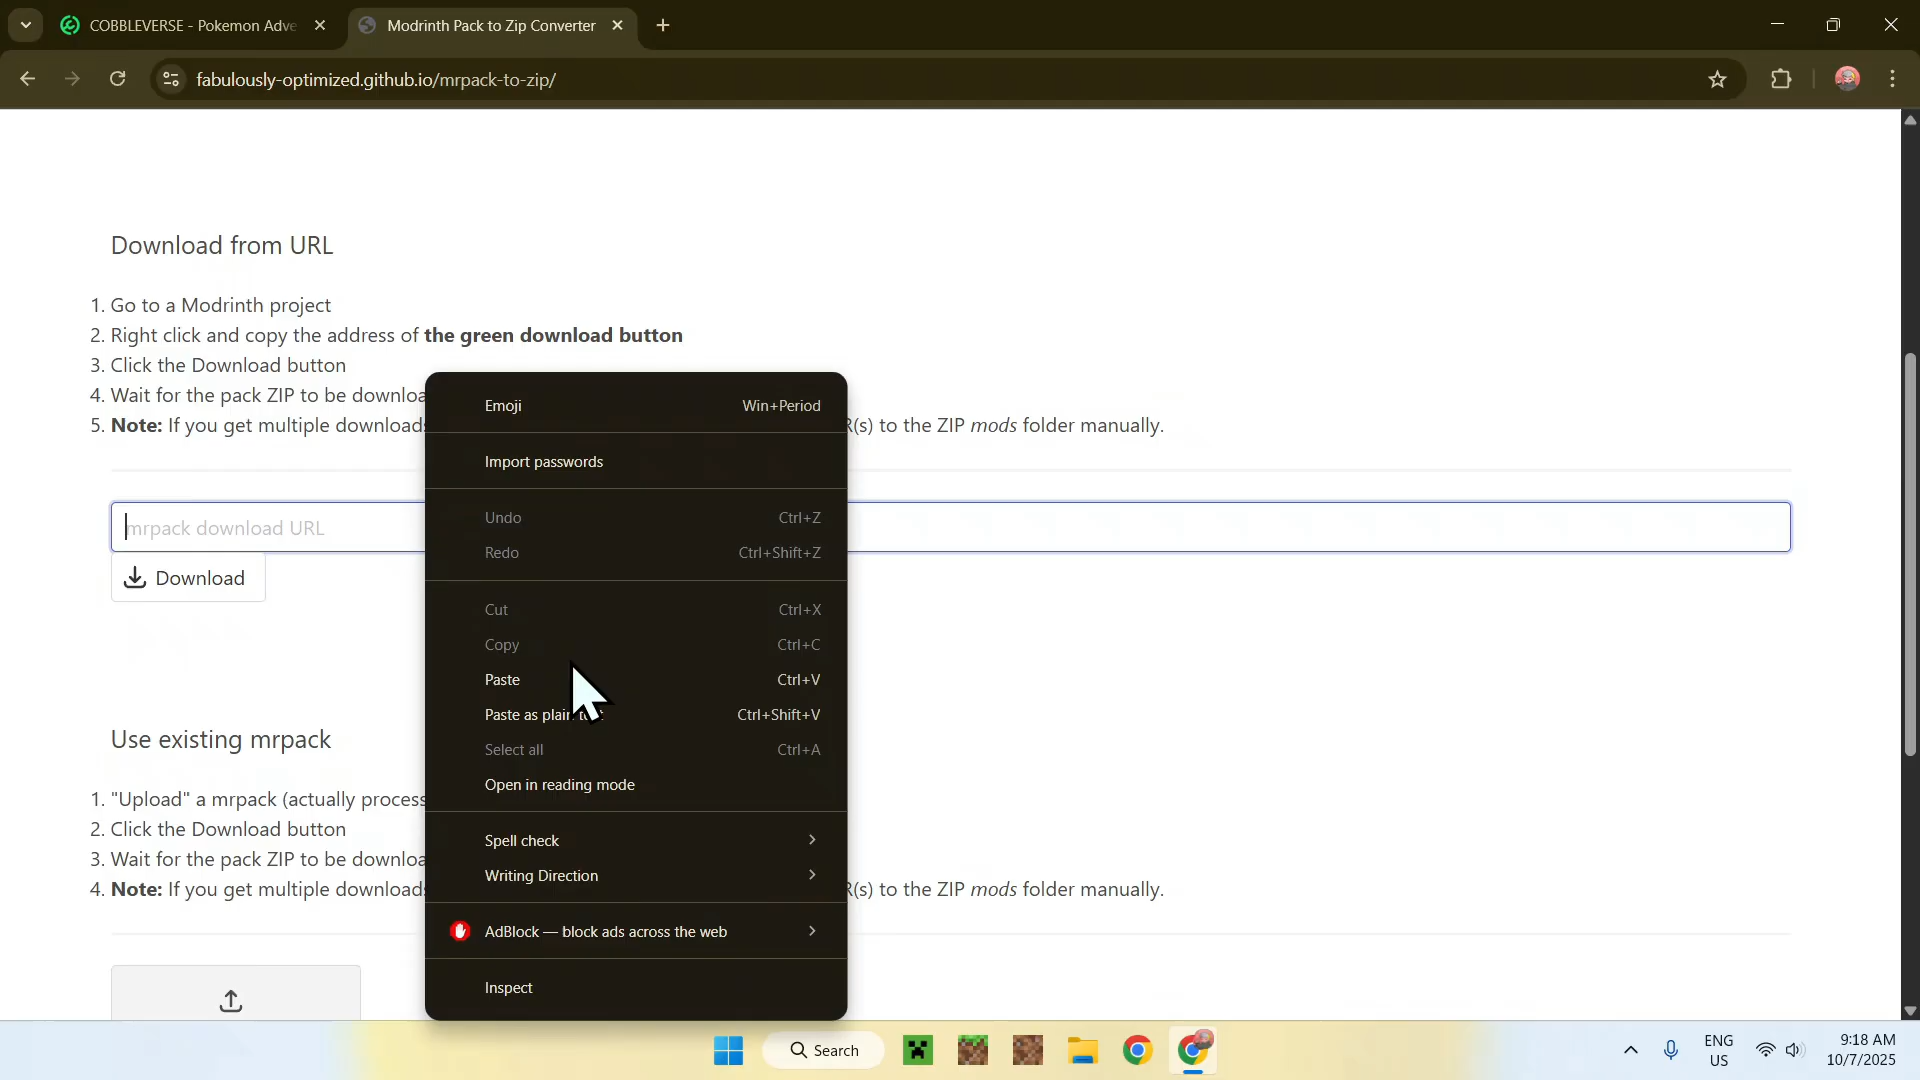 COBBLEVERSE - Pokemon Adve
Modrinth Pack to Zip Converter
fabulously-optimized.github.io/mrpack-to-zip/
Download from URL
1. Go to a Modrinth project
2. Right click and copy the address of the green download button
3. Click the Download button
4. Wait for the pack ZIP to be downloa
5. Note: If you get multiple downloads
(s) to the ZIP mods folder manually.
mrpack download URL
Download
Emoji Win+Period
Import passwords
Undo Ctrl+Z
Redo Ctrl+Shift+Z
Cut Ctrl+X
Copy Ctrl+C
Paste Ctrl+V
Paste as plain Ctrl+Shift+V
Select all Ctrl+A
Open in reading mode
Spell check
Writing Direction
AdBlock — block ads across the web
Inspect
Use existing mrpack
1. "Upload" a mrpack (actually process
2. Click the Download button
3. Wait for the pack ZIP to be downloa
4. Note: If you get multiple downloads
(s) to the ZIP mods folder manually.
Search
ENG
US
9:18 AM
10/7/2025